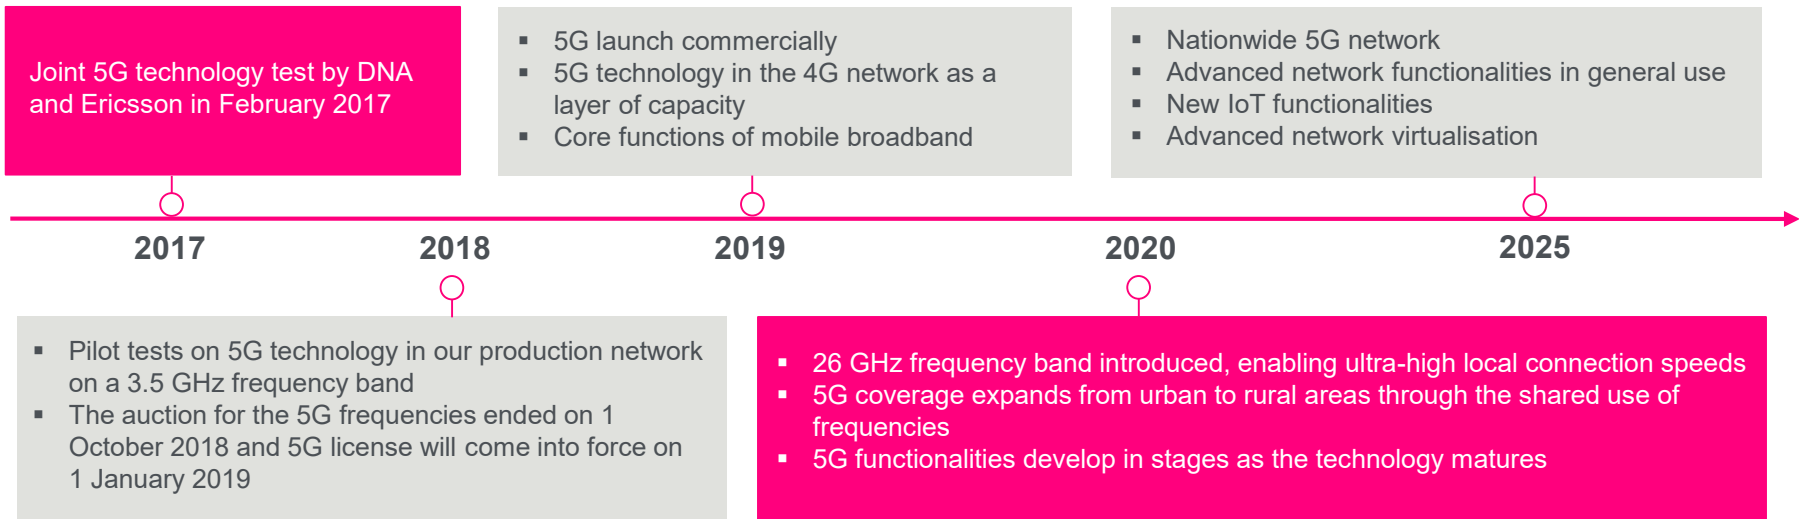 Joint 5G technology test by DNA
and Ericsson in February 2017
▪ 5G launch commercially
▪ 5G technology in the 4G network as a
layer of capacity
▪ Core functions of mobile broadband
▪ Nationwide 5G network
▪ Advanced network functionalities in general use
▪ New IoT functionalities
▪ Advanced network virtualisation
2017
2018
2019
2020
2025
▪ Pilot tests on 5G technology in our production network
on a 3.5 GHz frequency band
▪ The auction for the 5G frequencies ended on 1
October 2018 and 5G license will come into force on
1 January 2019
▪ 26 GHz frequency band introduced, enabling ultra-high local connection speeds
▪ 5G coverage expands from urban to rural areas through the shared use of
frequencies
▪ 5G functionalities develop in stages as the technology matures